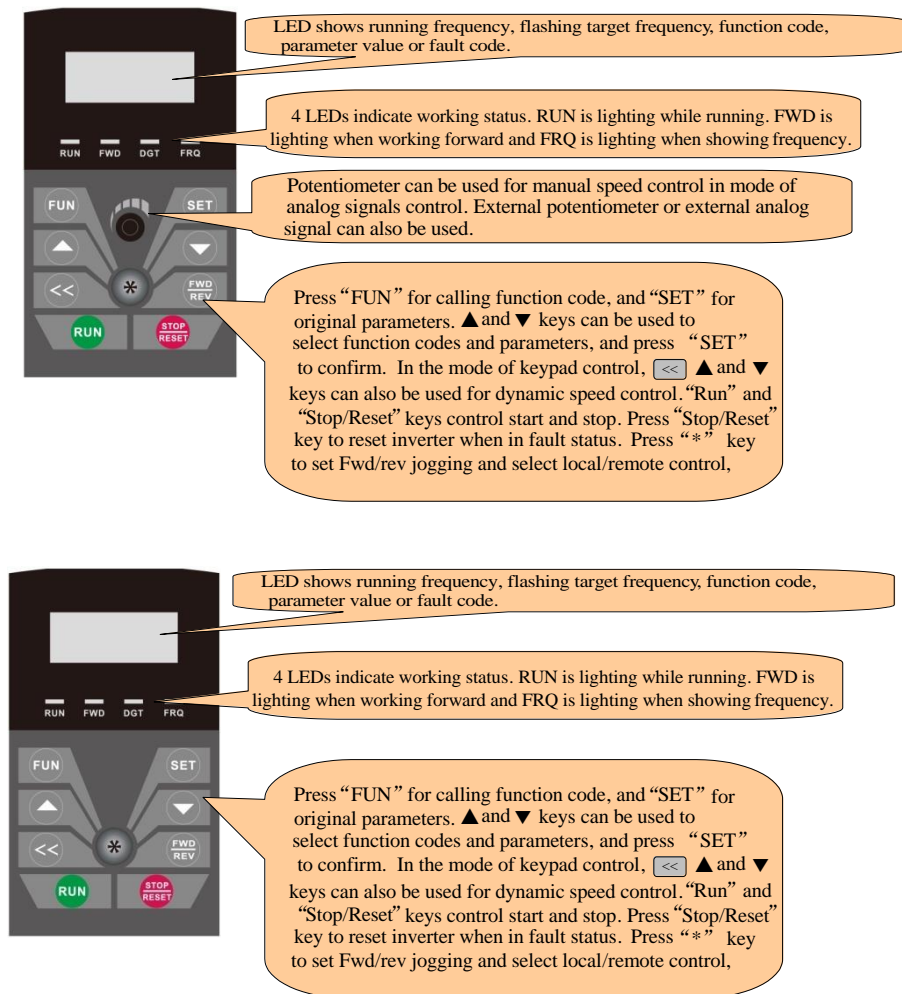 LED shows running frequency, flashing target frequency, function code,
parameter value or fault code.
4 LEDs indicate working status. RUN is lighting while running. FWD is
lighting when working forward and FRQ is lighting when showing frequency.
RUN FWD DGT FRQ
Potentiometer can be used for manual speed control in mode of
analog signals control. External potentiometer or external analog
signal can also be used.
FUN SET
▲ ▼
<< * FWD
REV
RUN STOP
RESET
Press “FUN” for calling function code, and “SET” for
original parameters. ▲ and ▼ keys can be used to
select function codes and parameters, and press “SET”
to confirm. In the mode of keypad control, << ▲ and ▼
keys can also be used for dynamic speed control. “Run” and
“Stop/Reset” keys control start and stop. Press “Stop/Reset”
key to reset inverter when in fault status. Press “*” key
to set Fwd/rev jogging and select local/remote control,
LED shows running frequency, flashing target frequency, function code,
parameter value or fault code.
4 LEDs indicate working status. RUN is lighting while running. FWD is
lighting when working forward and FRQ is lighting when showing frequency.
RUN FWD DGT FRQ
FUN SET
▲ ▼
<< * FWD
REV
RUN STOP
RESET
Press “FUN” for calling function code, and “SET” for
original parameters. ▲ and ▼ keys can be used to
select function codes and parameters, and press “SET”
to confirm. In the mode of keypad control, << ▲ and ▼
keys can also be used for dynamic speed control. “Run” and
“Stop/Reset” keys control start and stop. Press “Stop/Reset”
key to reset inverter when in fault status. Press “*” key
to set Fwd/rev jogging and select local/remote control,